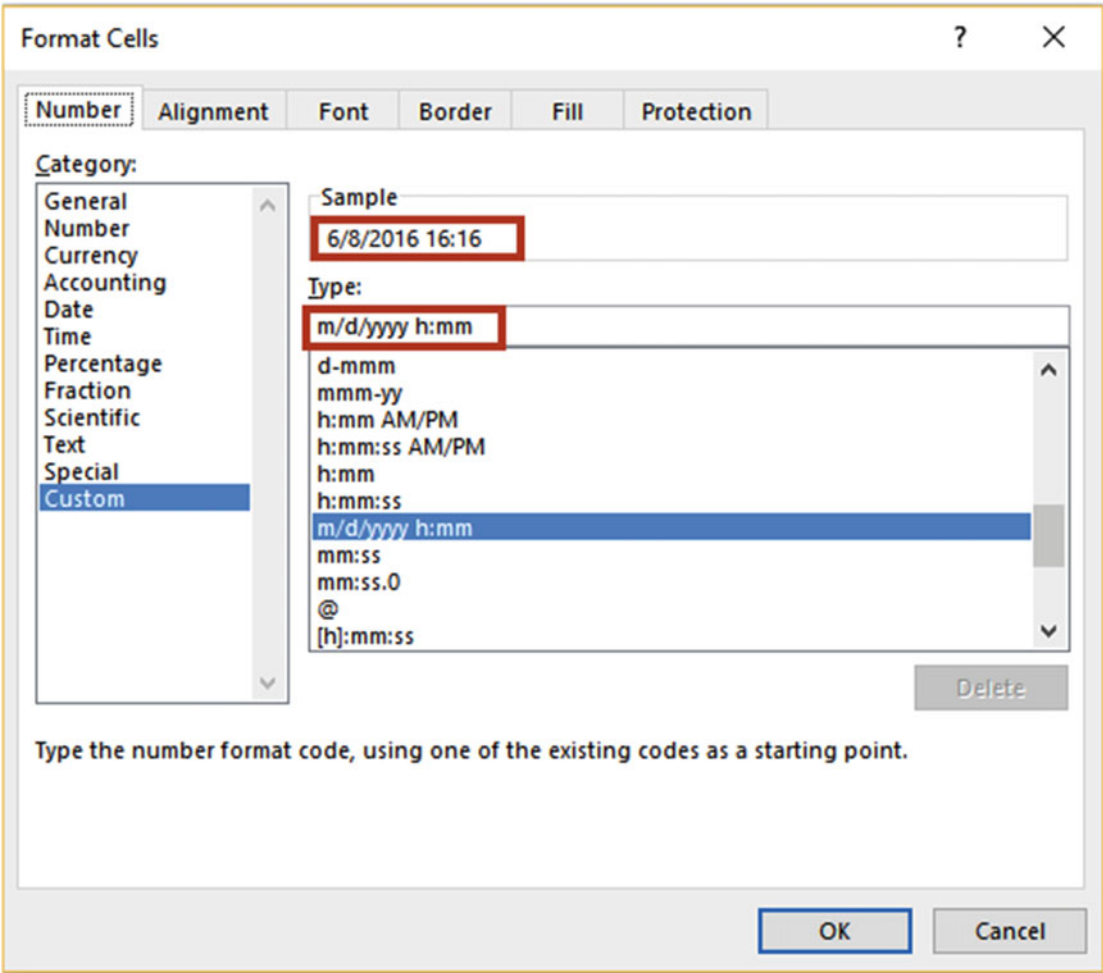 Format Cells ?
Number Alignment Font Border Fill Protection
Category:
General
Number
Currency
Accounting
Date
Time
Percentage
Fraction
Scientific
Text
Special
Custom
Sample
6/8/2016 16:16
Type:
m/d/yyyy h:mm
d-mmm
mmm-yy
h:mm AM/PM
h:mm:ss AM/PM
h:mm
h:mm:ss
m/d/yyyy h:mm
mm:ss
mm:ss.0
@
[h]:mm:ss
Delete
Type the number format code, using one of the existing codes as a starting point.
OK Cancel